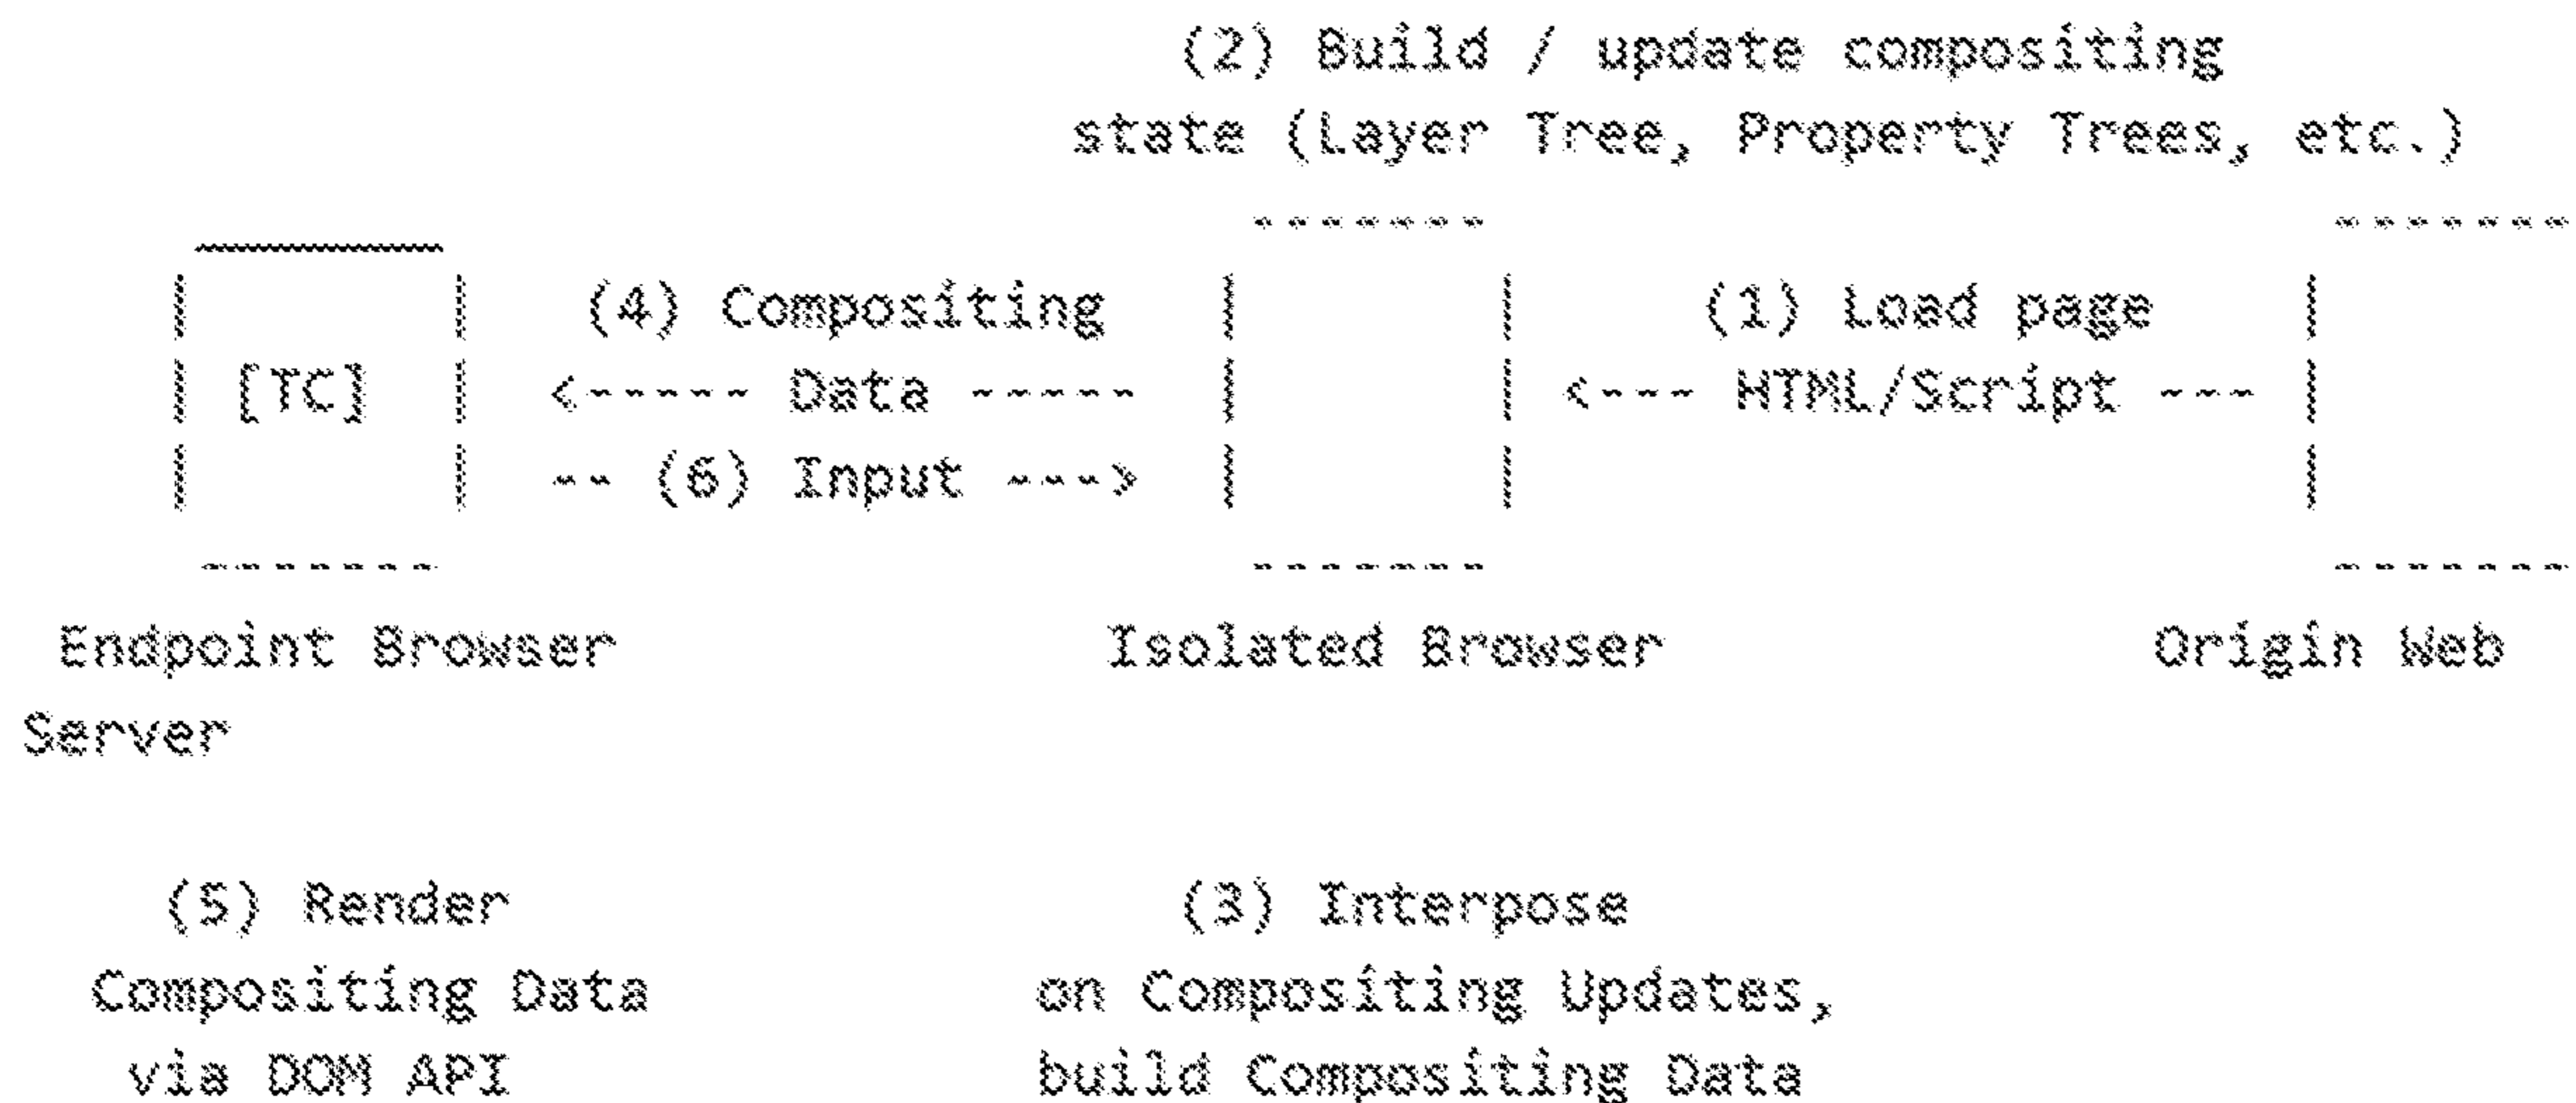 (2) Build / update compositing
state (Layer Tree, Property Trees, etc.)
------- -------
_______
| | (4) Compositing | | (1) Load page |
| [TC] | <----- Data ----- | | <--- HTML/Script --- |
| | -- (6) Input ---> | | |
------- ------- -------
Endpoint Browser Isolated Browser Origin Web
Server
(5) Render (3) Interpose
Compositing Data on Compositing Updates,
via DOM API build Compositing Data